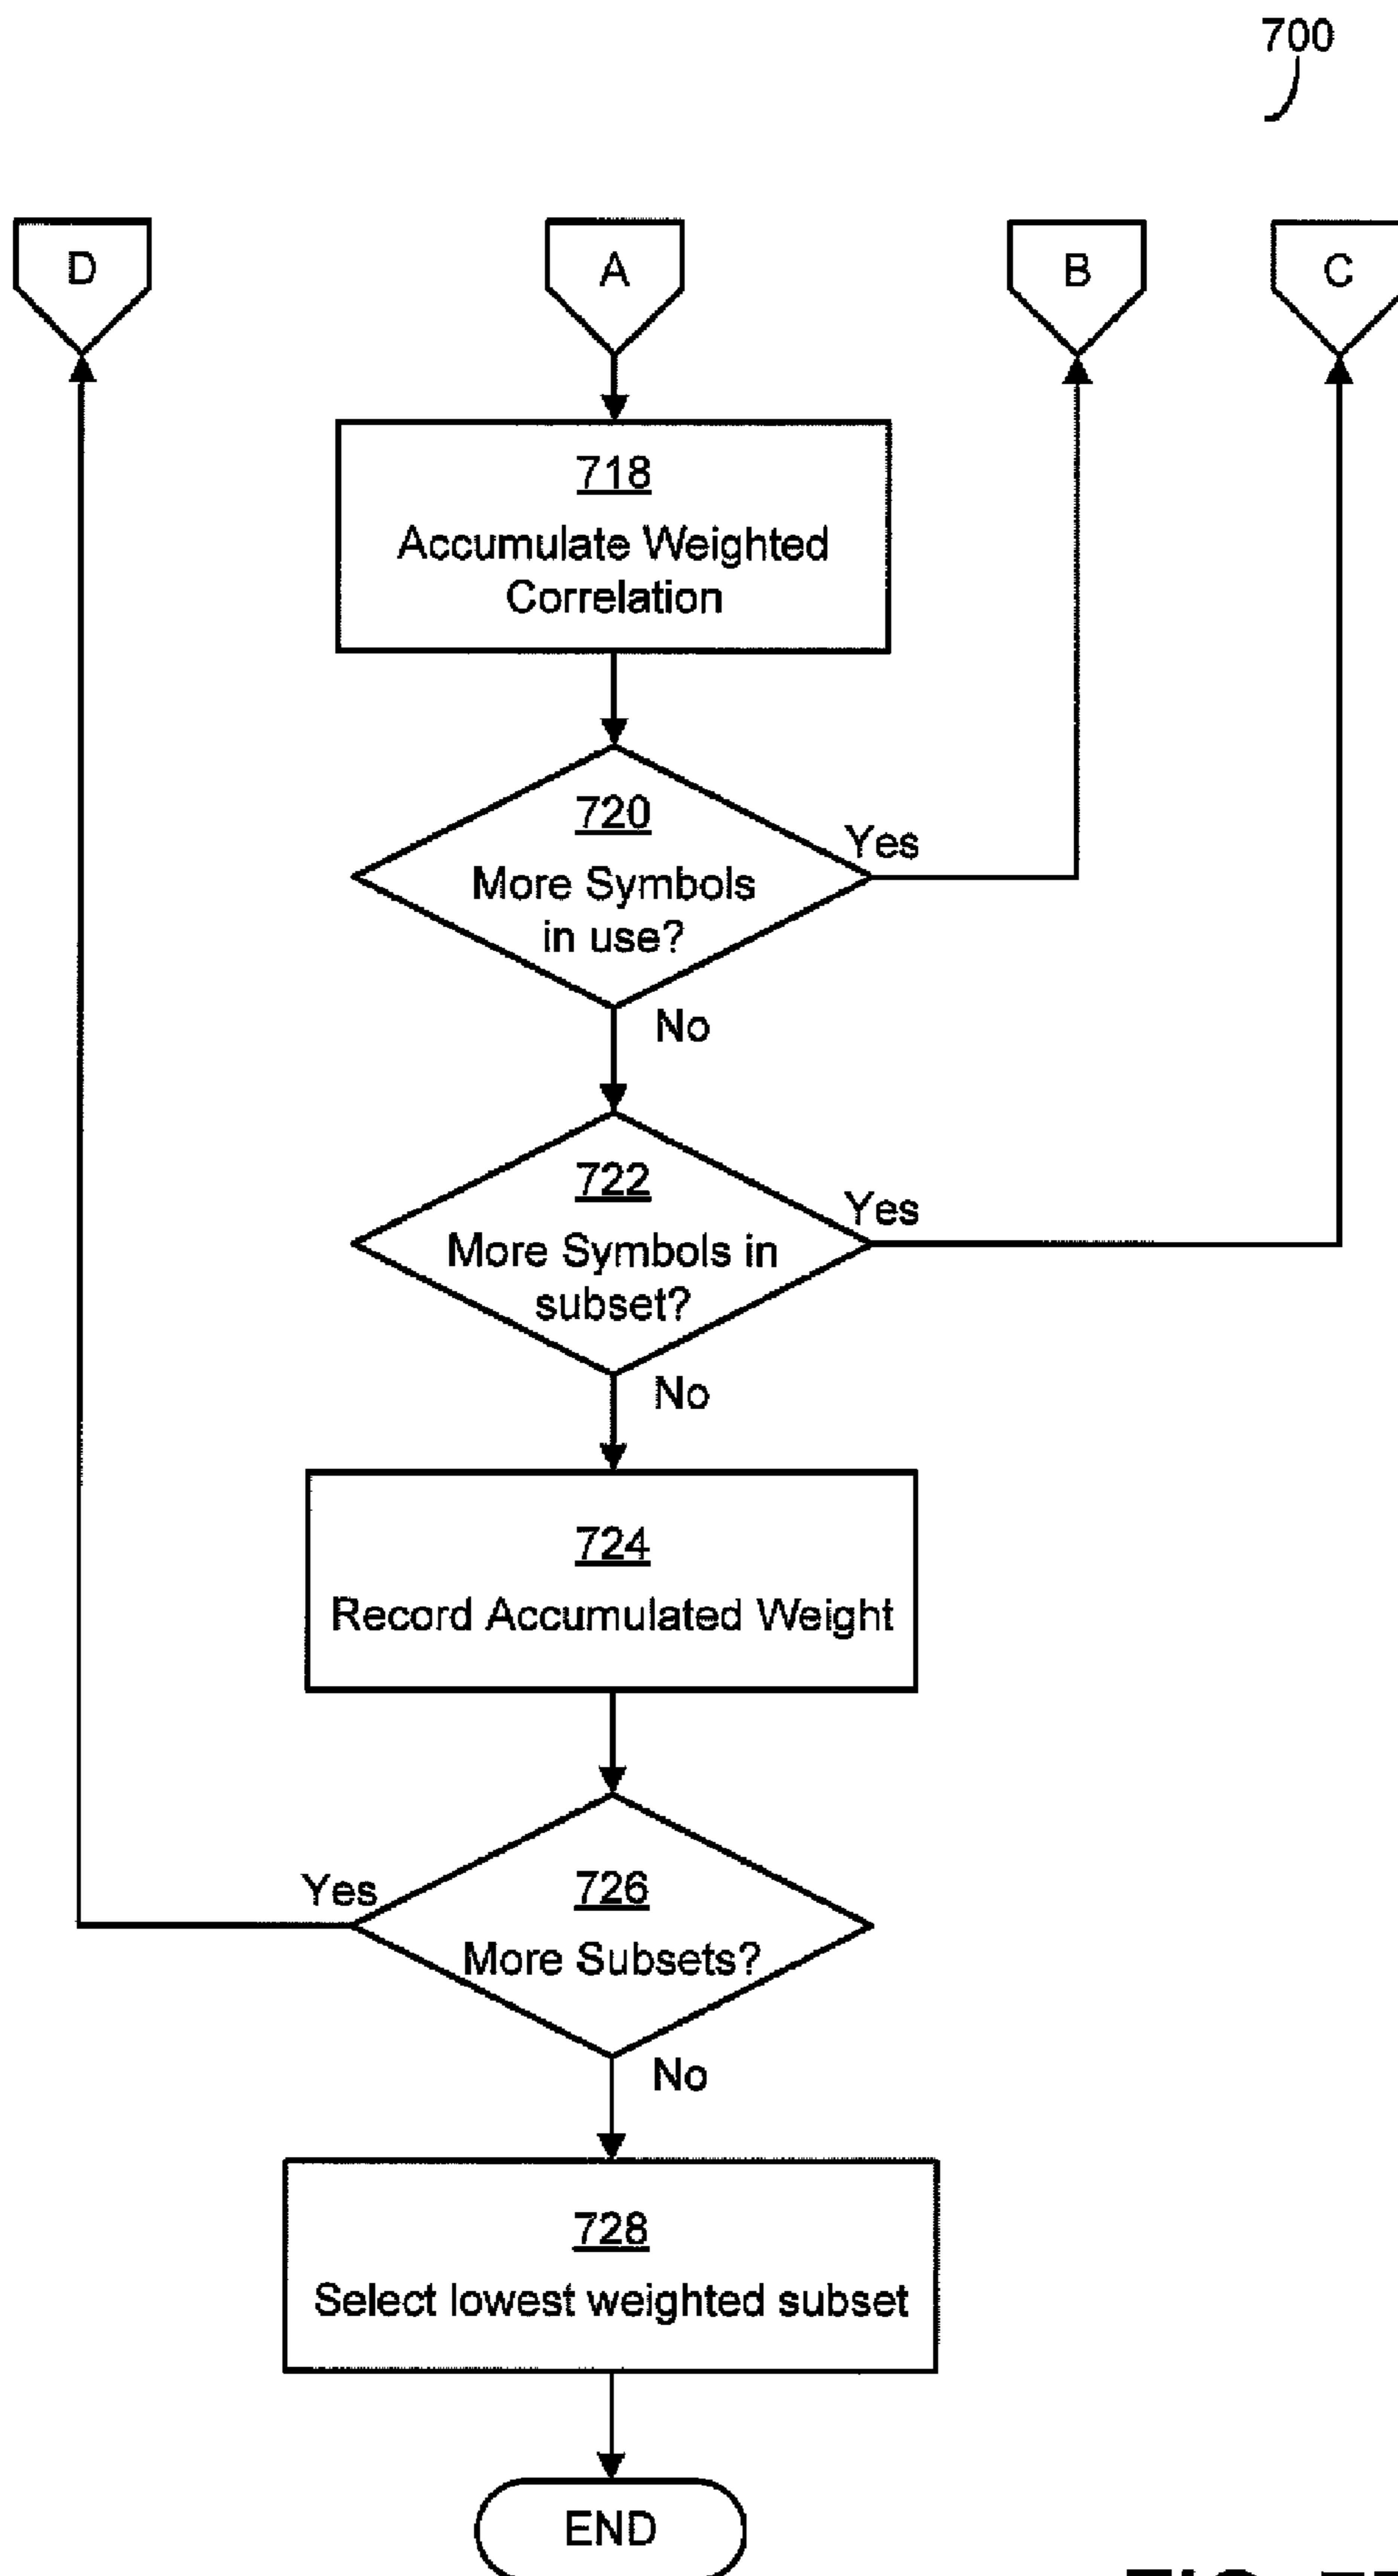 700
D
A
B
C
718
Accumulate Weighted
Correlation
720
More Symbols
in use?
Yes
No
722
More Symbols in
subset?
Yes
No
724
Record Accumulated Weight
726
More Subsets?
Yes
No
728
Select lowest weighted subset
END